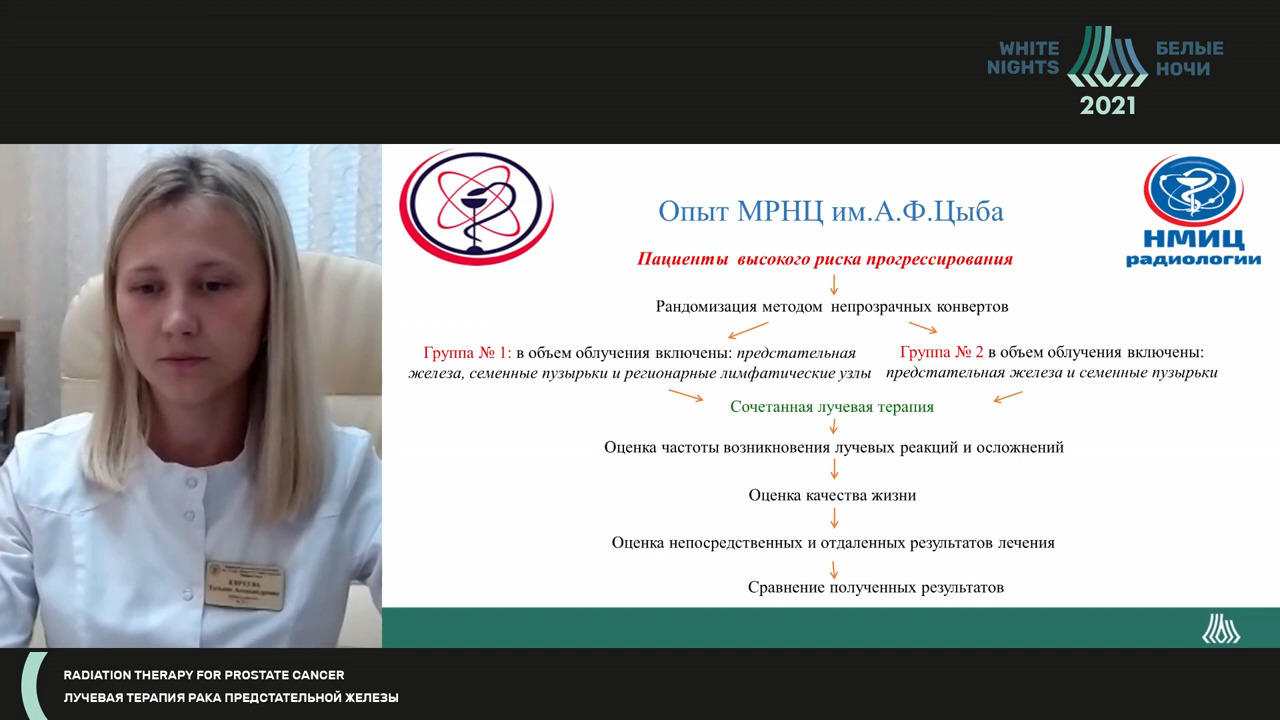 WHITE NIGHTS
БЕЛЫЕ НОЧИ
2021
Опыт МРНЦ им.А.Ф.Цыба
НМИЦ
радиологии
Пациенты высокого риска прогрессирования
Рандомизация методом непрозрачных конвертов
Группа № 1: в объем облучения включены: предстательная
железа, семенные пузырьки и регионарные лимфатические узлы
Группа № 2 в объем облучения включены:
предстательная железа и семенные пузырьки
Сочетанная лучевая терапия
Оценка частоты возникновения лучевых реакций и осложнений
Оценка качества жизни
Оценка непосредственных и отдаленных результатов лечения
Сравнение полученных результатов
RADIATION THERAPY FOR PROSTATE CANCER
ЛУЧЕВАЯ ТЕРАПИЯ РАКА ПРЕДСТАТЕЛЬНОЙ ЖЕЛЕЗЫ